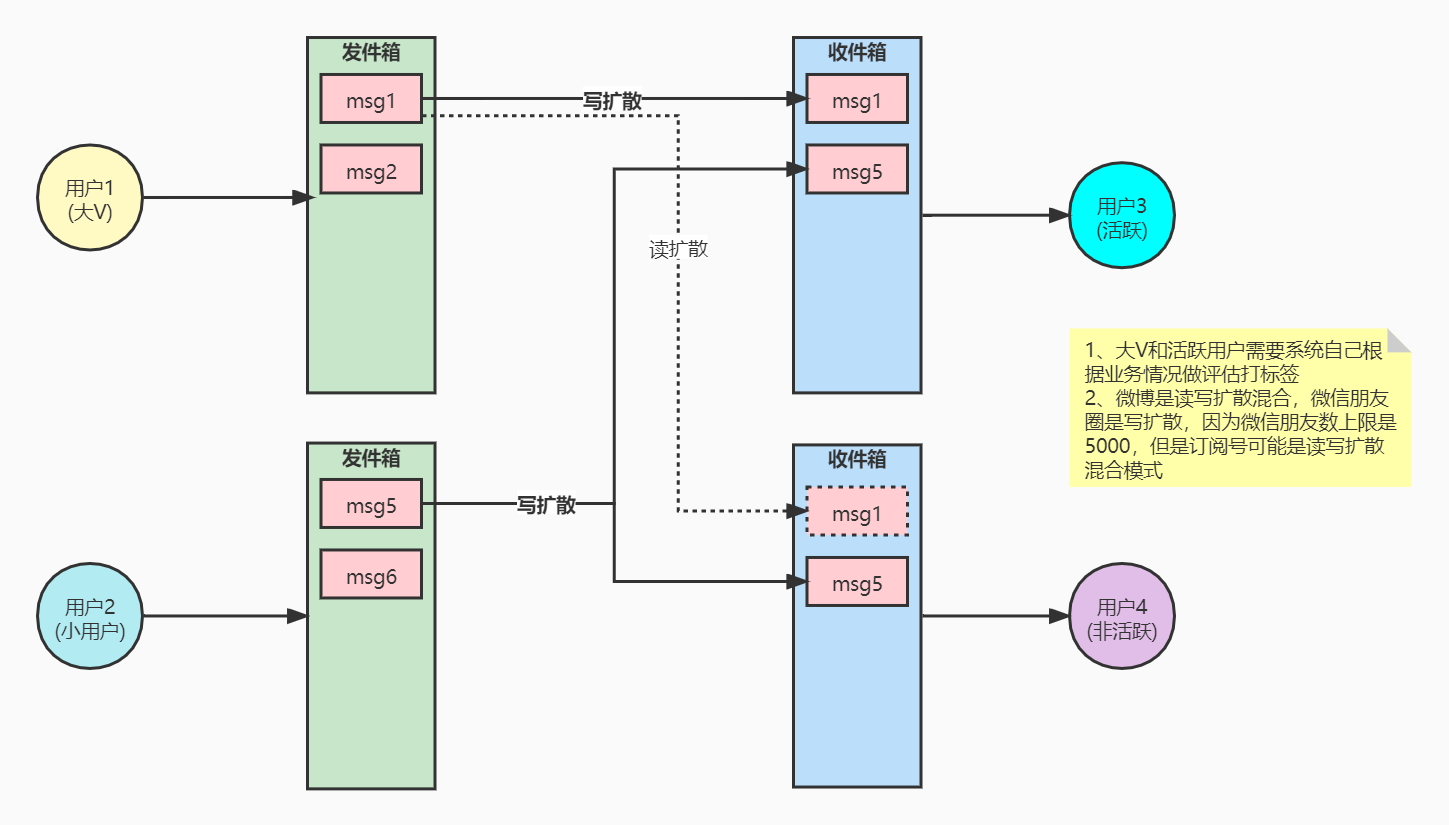 发件箱
msg1
msg2
用户1
(大V)
写扩散
读扩散
收件箱
msg1
msg5
用户3
(活跃)
1、大V和活跃用户需要系统自己根
据业务情况做评估打标签
2、微博是读写扩散混合，微信朋友
圈是写扩散，因为微信朋友数上限是
5000，但是订阅号可能是读写扩散
混合模式
发件箱
msg5
msg6
用户2
(小用户)
写扩散
收件箱
msg1
msg5
用户4
(非活跃)